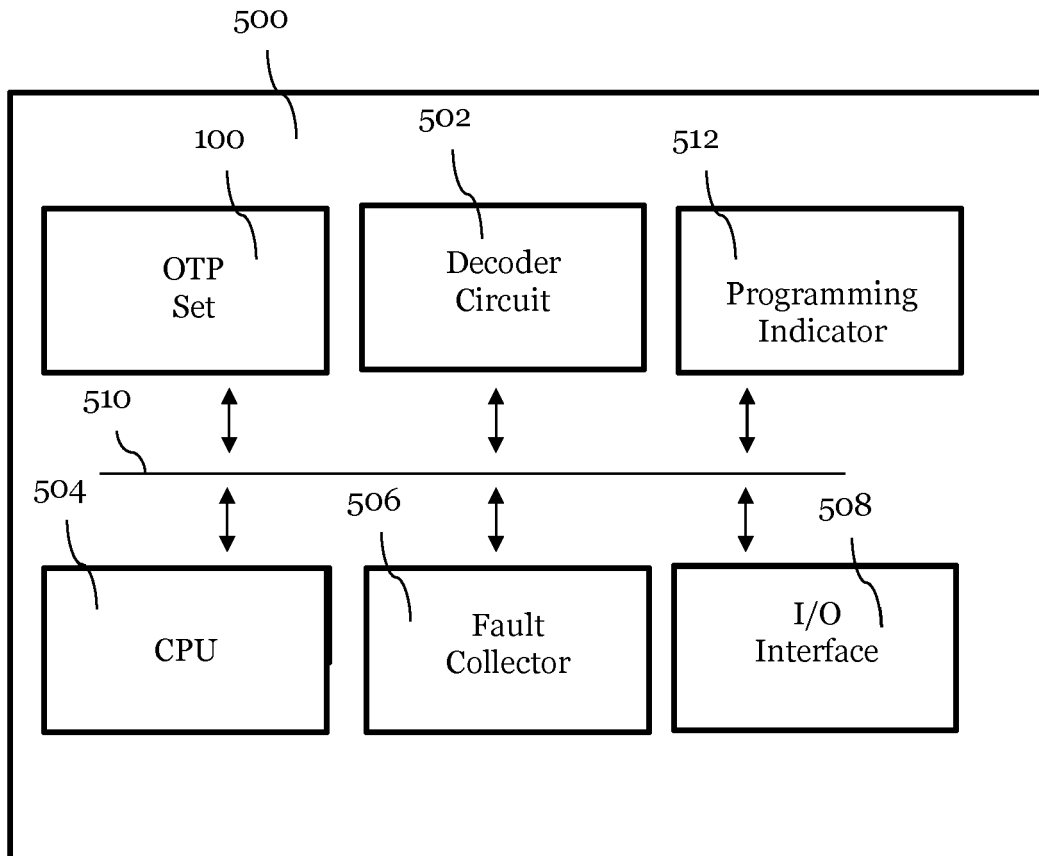 500
100
502
512
OTP
Set
Decoder
Circuit
Programming
Indicator
510
504
506
508
CPU
Fault
Collector
I/O
Interface